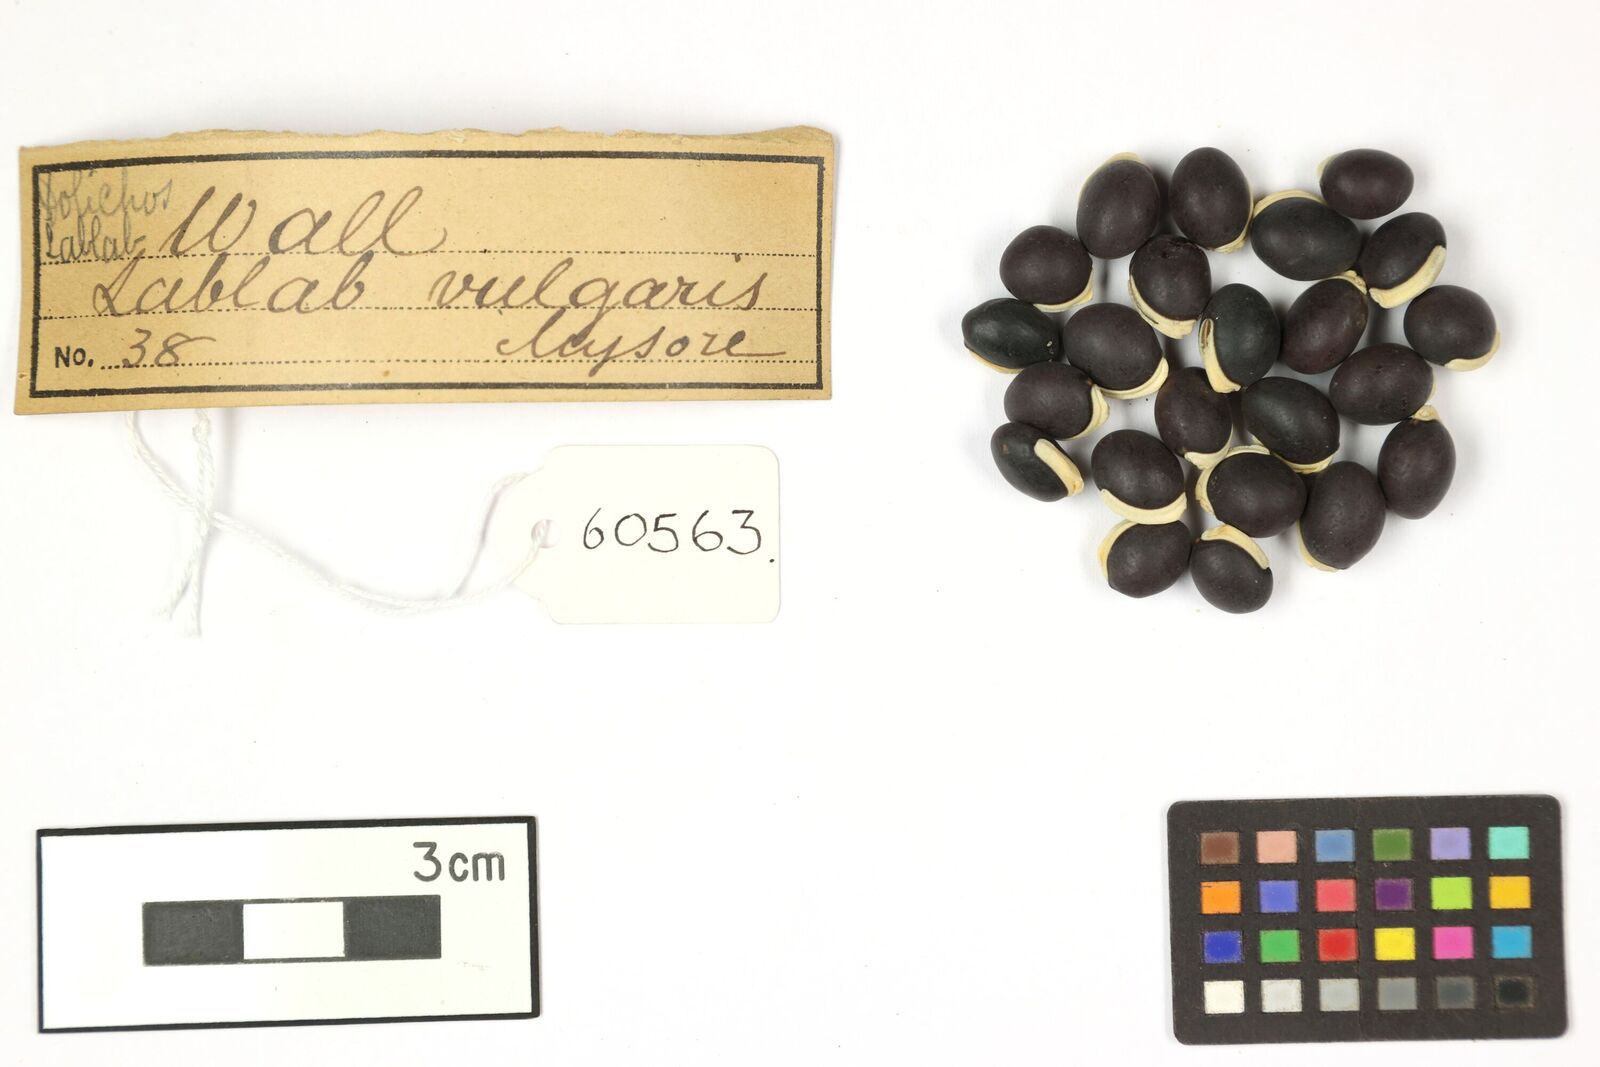 Dolichos
Lablab
Wall
Lablab vulgaris
No. 38 Mysore
60563.
3cm